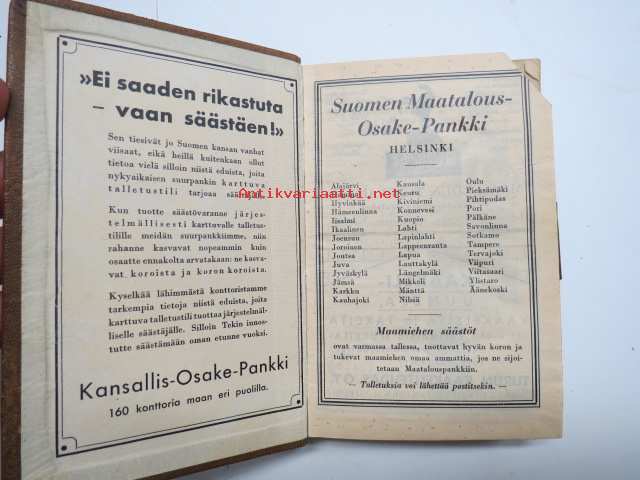 »Ei saaden rikastuta
– vaan säästäen!»
Sen tiesivät jo Suomen kansan vanhat
viisaat, eikä heillä kuitenkaan ollut
tietoa vielä silloin niistä eduista, joita
nykyaikaisen suurpankin karttuva
talletustili tarjoaa säästäjän.
Kun tuotte säästövaranne järjes-
telmällisesti karttuvalle talletus-
tilille meidän suurpankkiimme, niin
rahanne kasvavat nopeammin kuin
osaatte ennakolta arvatakaan: ne kasva-
vat koroista ja koron koroista.
Kyselkää lähimmästä konttoristamme
tarkempia tietoja niistä eduista, joita
karttuva talletustili tuottaa järjestelmäl-
liselle säästäjälle. Silloin Tekin innos-
tutte säästämään oman etunne vuoksi.
Kansallis-Osake-Pankki
160 konttoria maan eri puolilla.
Suomen Maatalous-
Osake-Pankki
HELSINKI
Alajärvi
Hyvinkää
Hämeenlinna
Iisalmi
Ikaalinen
Joensuu
Joroinen
Joutsa
Juva
Jyväskylä
Jämsä
Karkku
Kauhajoki
Kausala
Keuru
Kiviniemi
Konnevesi
Kuopio
Lahti
Lapinlahti
Lappeenranta
Lapua
Lauttakylä
Längelmäki
Mikkeli
Mänttä
Nilsiä
Oulu
Pieksämäki
Pihtipudas
Pori
Pälkäne
Savonlinna
Sotkamo
Tampere
Tervajoki
Viipuri
Viitasaari
Ylistaro
Äänekoski
Maamiehen säästöt
ovat varmassa tallessa, tuottavat hyvän koron ja
tukevat maamiehen omaa ammattia, jos ne sijoi-
tetaan Maatalouspankkiin.
– Talletuksia voi lähettää postitsekin. –
Antikvariaatti.net